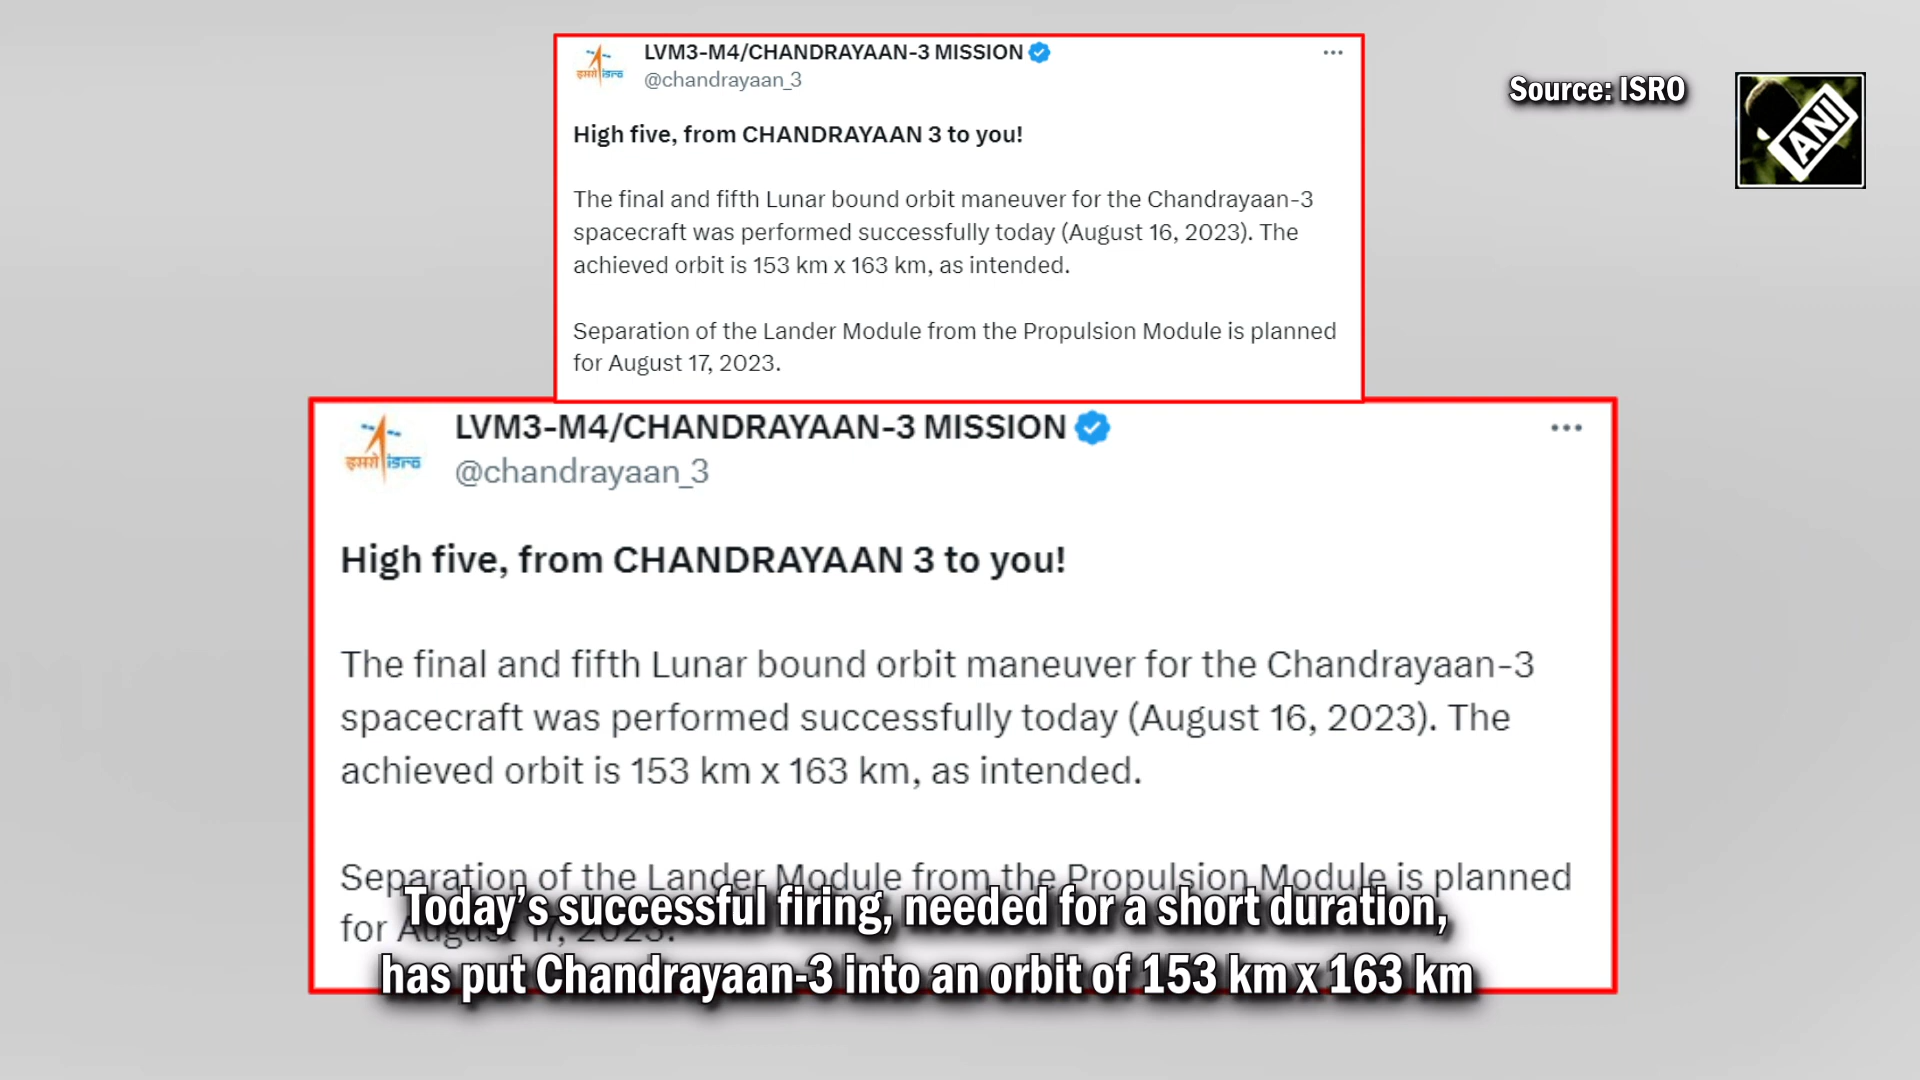 LVM3-M4/CHANDRAYAAN-3 MISSION
@chandrayaan_3
इसरो isro
High five, from CHANDRAYAAN 3 to you!
The final and fifth Lunar bound orbit maneuver for the Chandrayaan-3
spacecraft was performed successfully today (August 16, 2023). The
achieved orbit is 153 km x 163 km, as intended.
Separation of the Lander Module from the Propulsion Module is planned
for August 17, 2023.
Source: ISRO
ANI
LVM3-M4/CHANDRAYAAN-3 MISSION
इसरो isro
@chandrayaan_3
High five, from CHANDRAYAAN 3 to you!
The final and fifth Lunar bound orbit maneuver for the Chandrayaan-3
spacecraft was performed successfully today (August 16, 2023). The
achieved orbit is 153 km x 163 km, as intended.
Separation of the Lander Module from the Propulsion Module is planned
for August 17, 2023.
Today's successful firing, needed for a short duration,
has put Chandrayaan-3 into an orbit of 153 km x 163 km